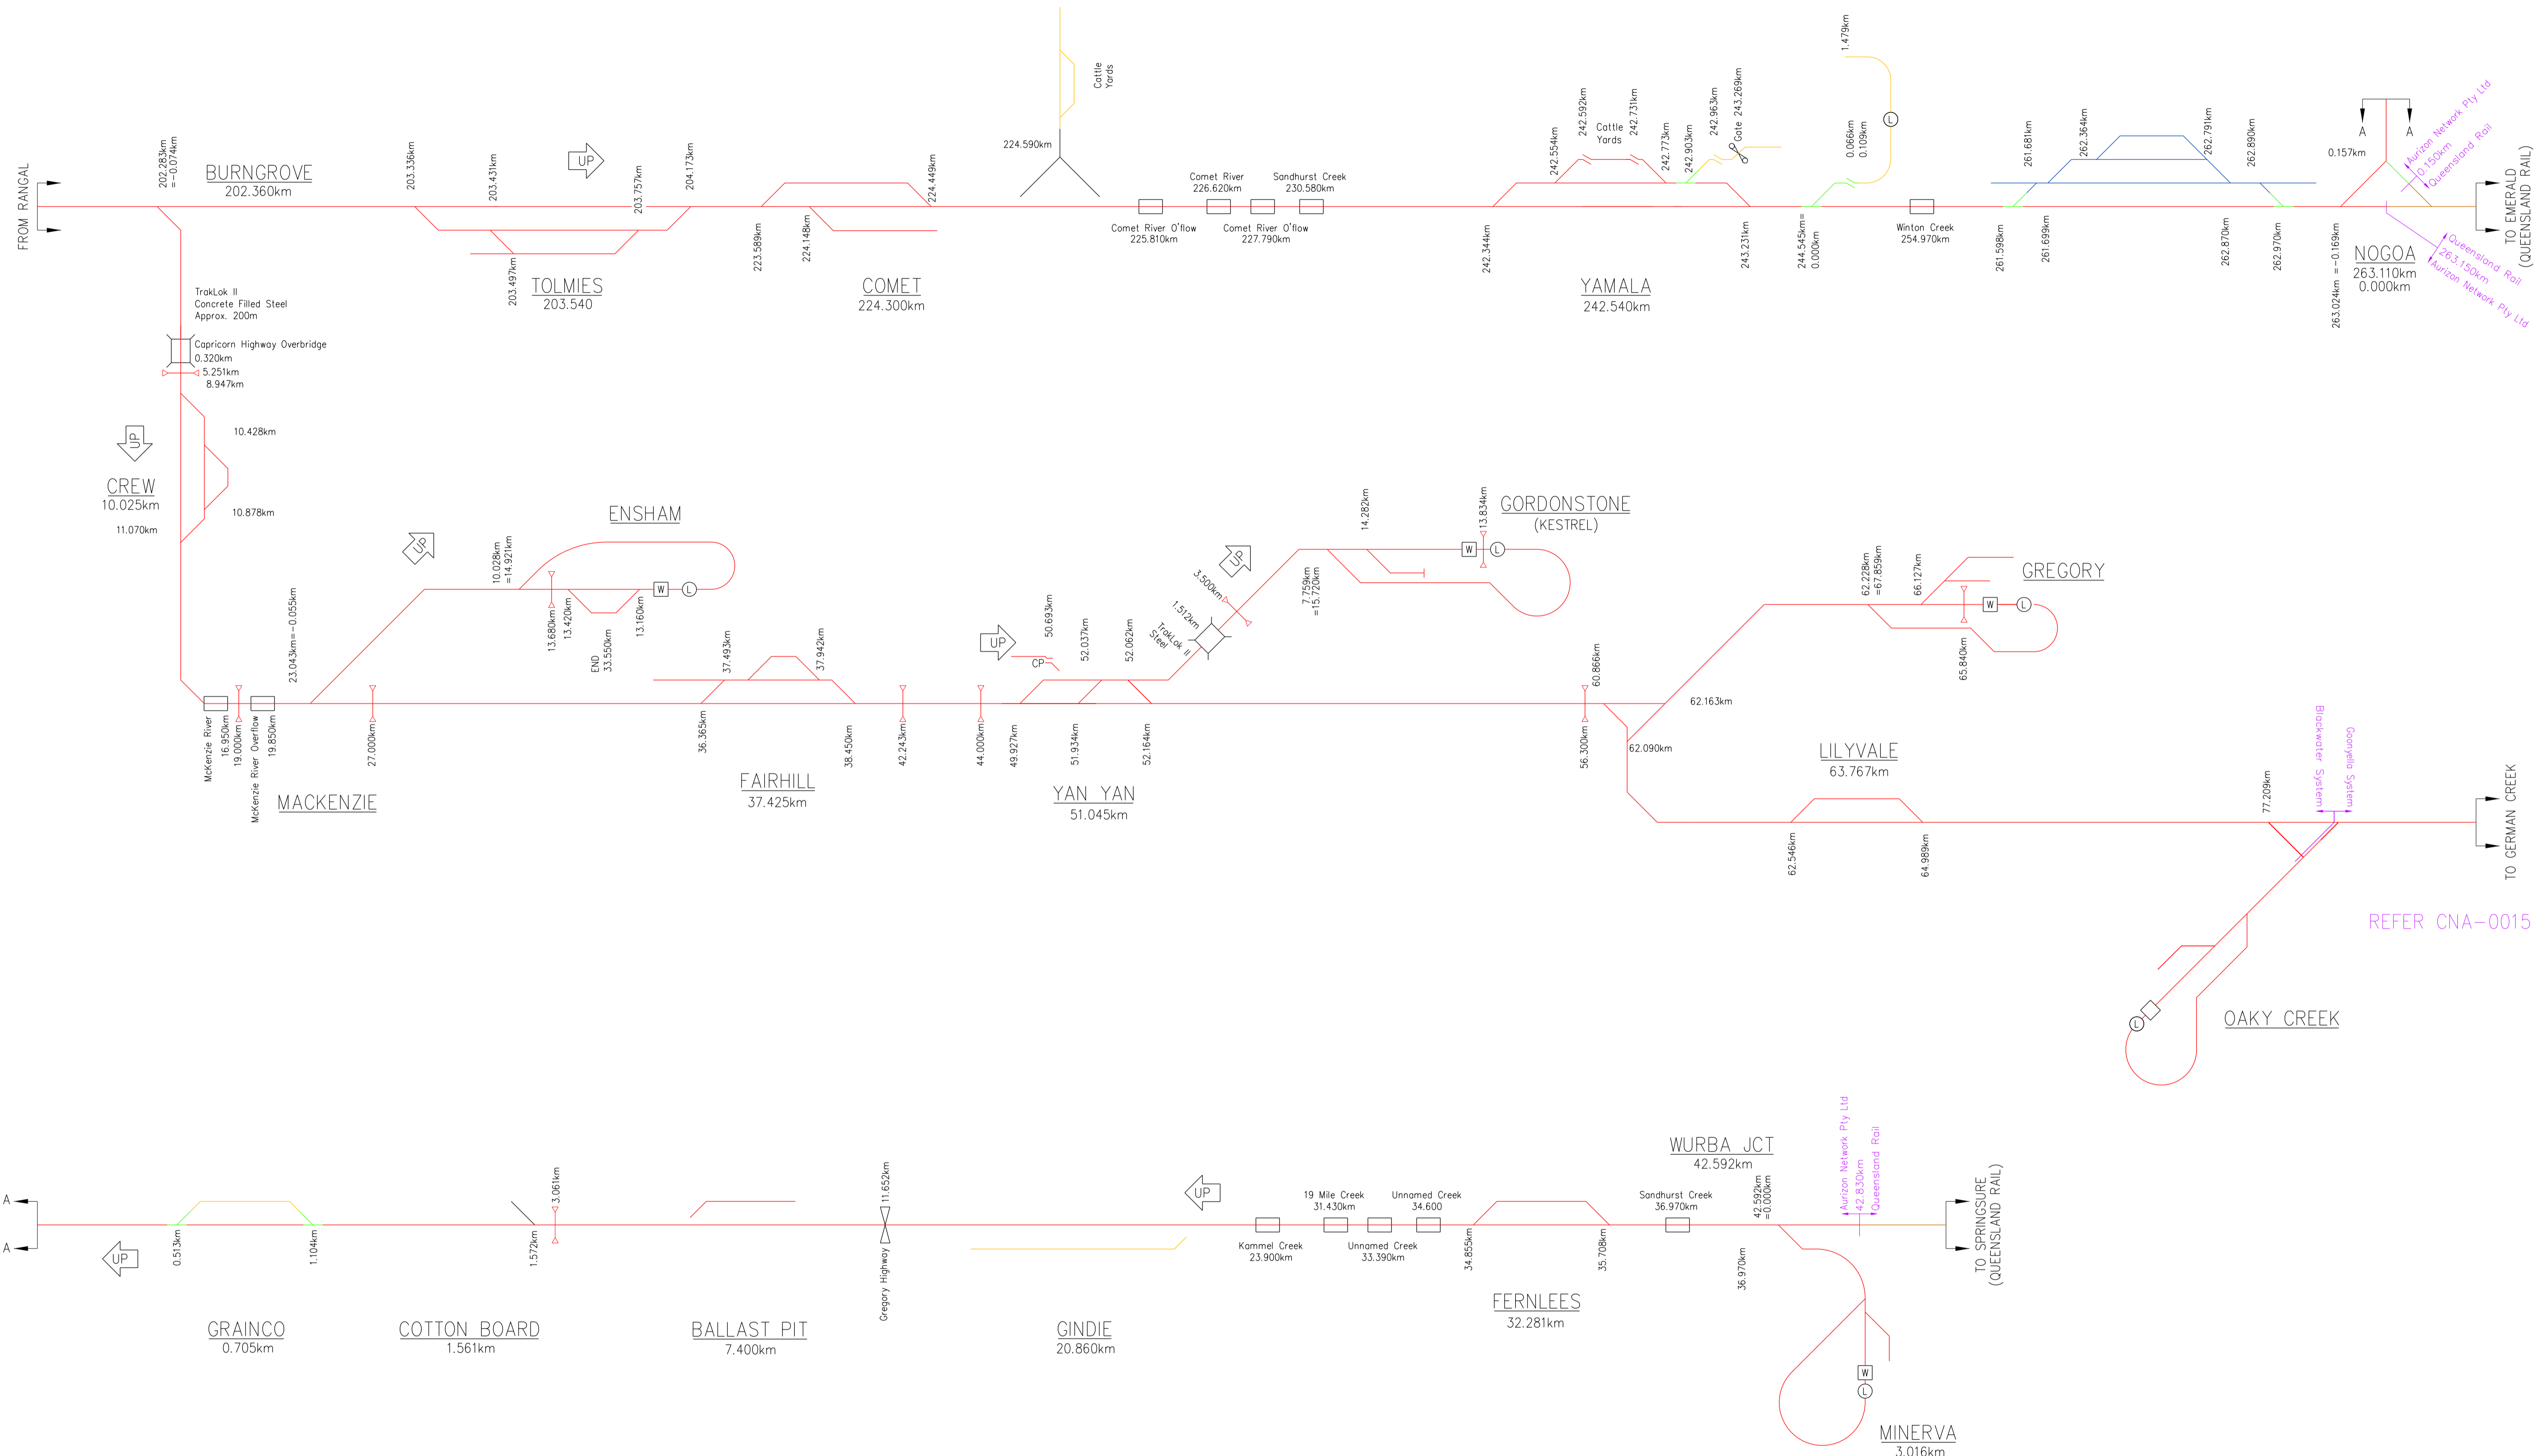 FROM RANGAL
202.283km
=-0.074km
BURNGROVE
202.360km
203.336km
203.431km
203.497km
UP
203.757km
204.173km
TOLMIES
203.540
223.589km
224.148km
224.449km
COMET
224.300km
224.590km
Cattle
Yards
Comet River O'flow
225.810km
Comet River
226.620km
Comet River O'flow
227.790km
Sandhurst Creek
230.580km
242.344km
242.554km
242.592km
Cattle
Yards
242.731km
242.773km
242.903km
242.963km
Gate 243.269km
243.231km
YAMALA
242.540km
244.545km=
0.000km
0.066km
0.109km
1.479km
L
Winton Creek
254.970km
261.598km
261.681km
261.699km
262.364km
262.791km
262.890km
262.870km
262.970km
263.024km =-0.169km
0.157km
A
A
Aurizon Network Pty Ltd
0.150km
Queensland Rail
NOGOA
263.110km
0.000km
Queensland Rail
263.150km
Aurizon Network Pty Ltd
TO EMERALD
(QUEENSLAND RAIL)
TrakLok II
Concrete Filled Steel
Approx. 200m
Capricorn Highway Overbridge
0.320km
5.251km
8.947km
UP
10.428km
CREW
10.025km
10.878km
11.070km
McKenzie River
16.950km
19.000km
McKenzie River Overflow
19.850km
23.043km=-0.055km
MACKENZIE
27.000km
UP
ENSHAM
10.028km
=14.921km
13.680km
13.420km
END
33.550km
13.160km
W
L
36.365km
37.493km
37.942km
38.450km
FAIRHILL
37.425km
42.243km
44.000km
UP
CP
50.693km
49.927km
52.037km
51.934km
52.062km
52.164km
YAN YAN
51.045km
TrakLok II
Steel
1.512km
3.500km
UP
7.759km
=15.720km
14.282km
W
13.834km
L
GORDONSTONE
(KESTREL)
56.300km
60.866km
62.090km
62.163km
62.228km
=67.859km
66.127km
65.840km
W
L
GREGORY
LILYVALE
63.767km
62.546km
64.989km
77.209km
Blackwater System
Goonyella System
TO GERMAN CREEK
REFER CNA-0015
L
OAKY CREEK
A
A
UP
0.513km
1.104km
GRAINCO
0.705km
1.572km
3.061km
COTTON BOARD
1.561km
BALLAST PIT
7.400km
Gregory Highway
11.652km
GINDIE
20.860km
UP
Kammel Creek
23.900km
19 Mile Creek
31.430km
Unnamed Creek
33.390km
Unnamed Creek
34.600
34.855km
35.708km
FERNLEES
32.281km
Sandhurst Creek
36.970km
36.970km
WURBA JCT
42.592km
42.592km
=0.000km
Aurizon Network Pty Ltd
42.830km
Queensland Rail
TO SPRINGSURE
(QUEENSLAND RAIL)
W
L
MINERVA
3.016km